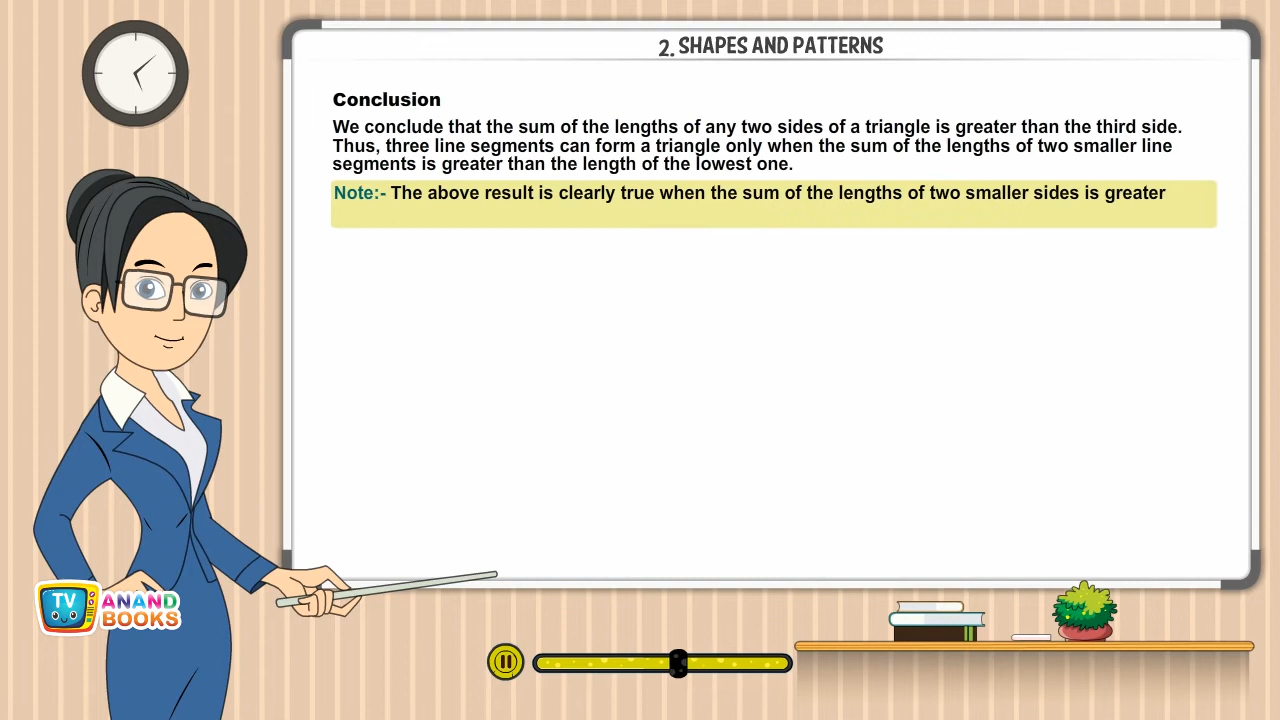 2. SHAPES AND PATTERNS
Conclusion
We conclude that the sum of the lengths of any two sides of a triangle is greater than the third side.
Thus, three line segments can form a triangle only when the sum of the lengths of two smaller line
segments is greater than the length of the lowest one.
Note:- The above result is clearly true when the sum of the lengths of two smaller sides is greater
TV
ANAND
BOOKS